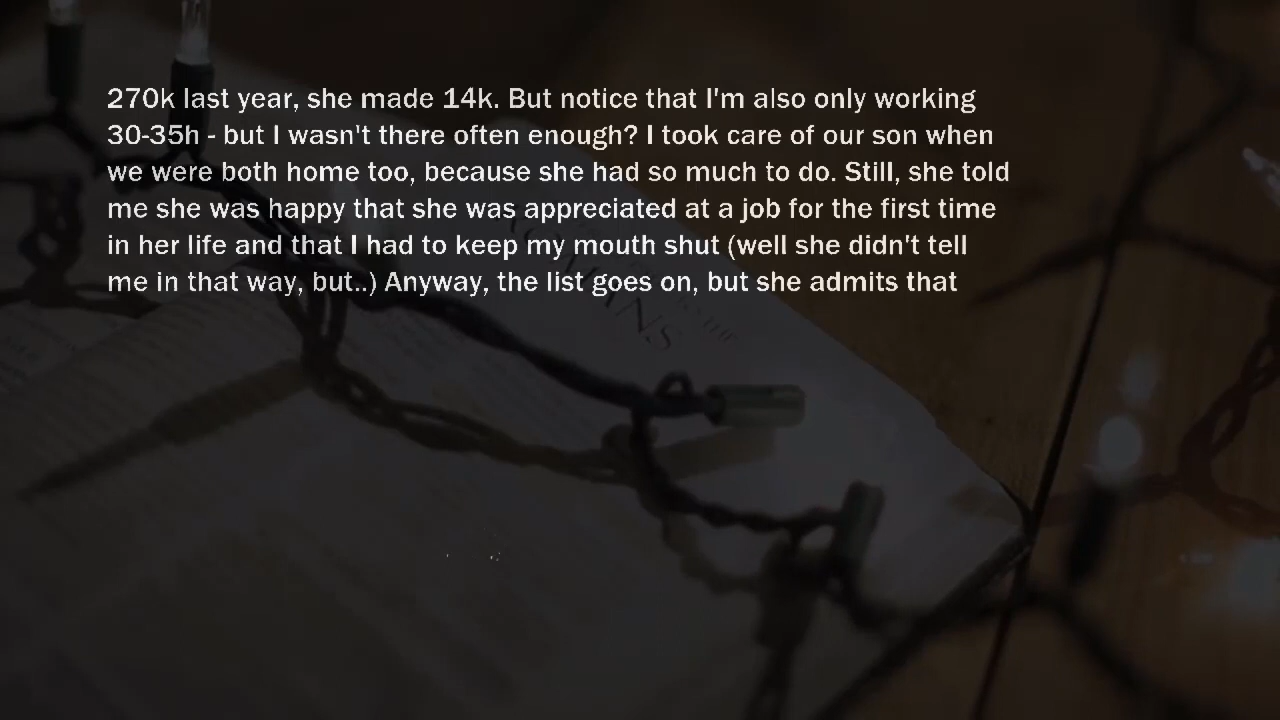 270k last year, she made 14k. But notice that I'm also only working
30-35h - but I wasn't there often enough? I took care of our son when
we were both home too, because she had so much to do. Still, she told
me she was happy that she was appreciated at a job for the first time
in her life and that I had to keep my mouth shut (well she didn't tell
me in that way, but..) Anyway, the list goes on, but she admits that